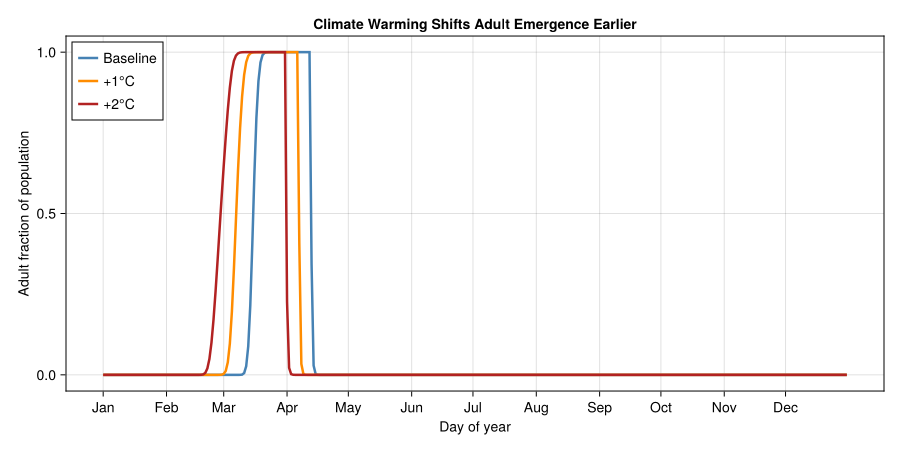 Climate Warming Shifts Adult Emergence Earlier
Baseline
+1°C
+2°C
Adult fraction of population
1.0
0.5
0.0
Jan Feb Mar Apr May Jun Jul Aug Sep Oct Nov Dec
Day of year